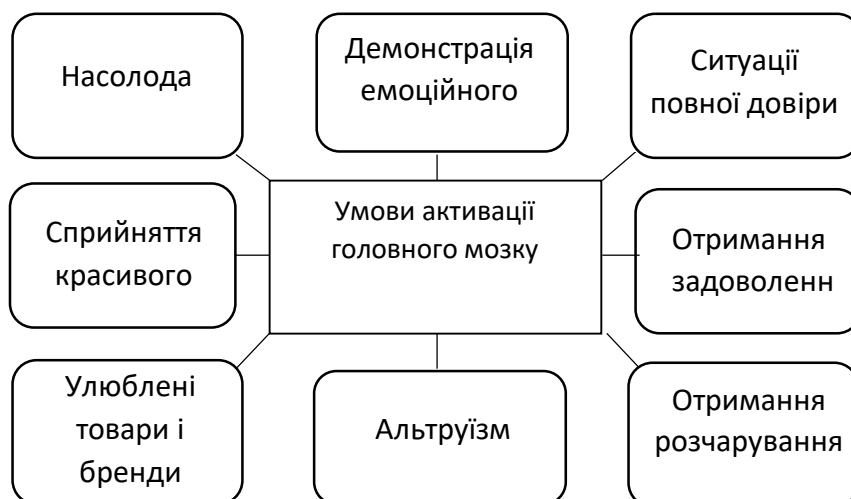 Насолода
Демонстрація
емоційного
Ситуації
повної довіри
Умови активації
головного мозку
Сприйняття
красивого
Отримання
задоволенн
Улюблені
товари і
бренди
Альтруїзм
Отримання
розчарування